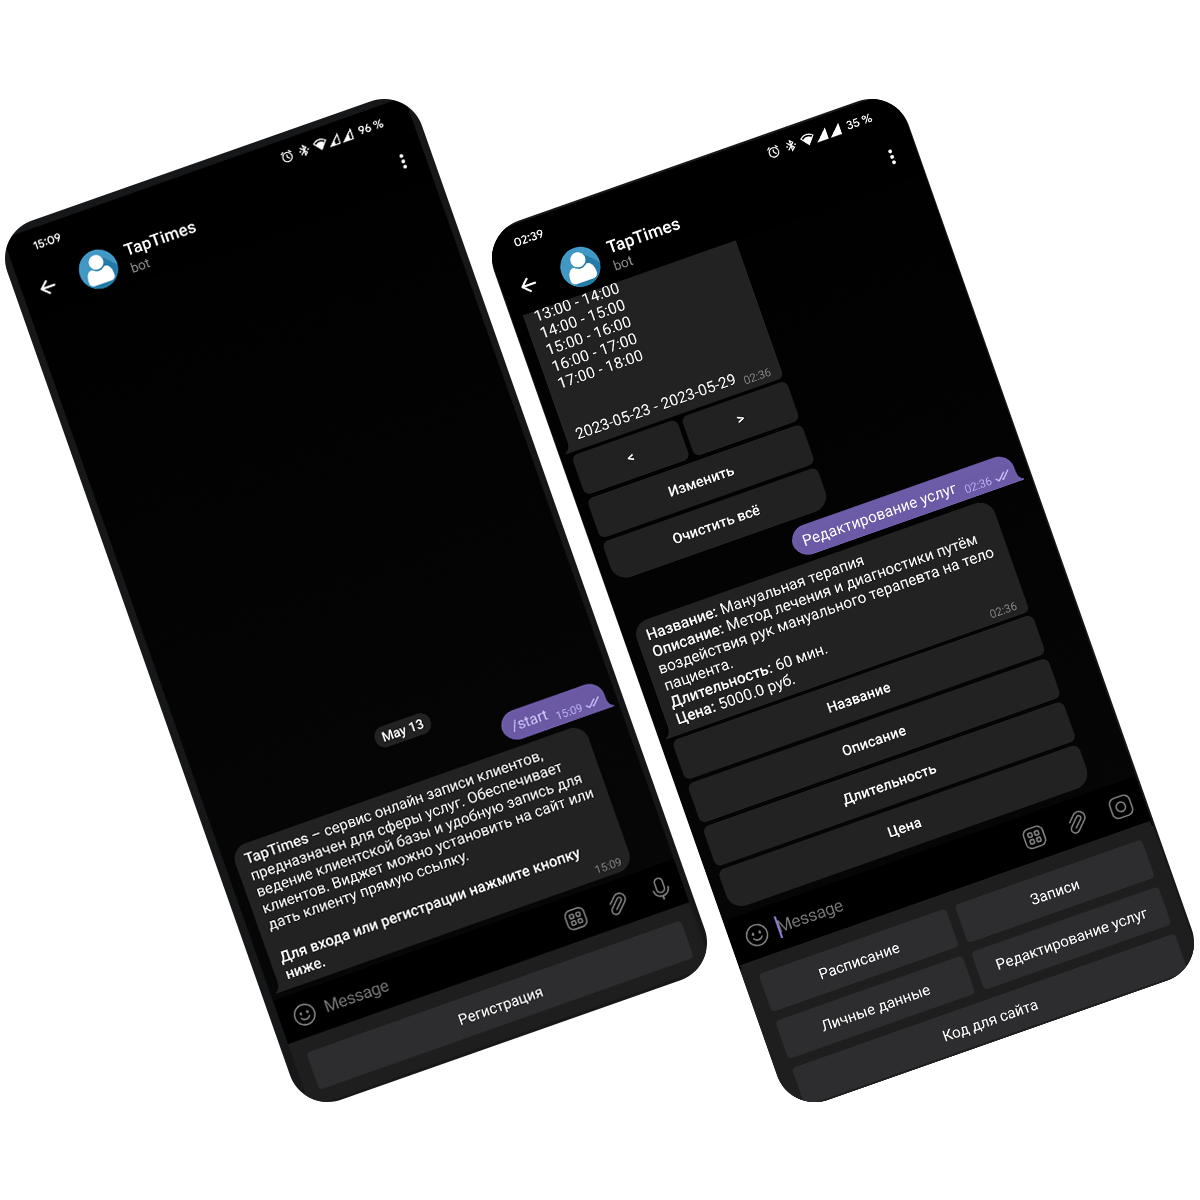 15:09
96 %
TapTimes
bot
May 13
/start 15:09
TapTimes – сервис онлайн записи клиентов,
предназначен для сферы услуг. Обеспечивает
ведение клиентской базы и удобную запись для
клиентов. Виджет можно установить на сайт или
дать клиенту прямую ссылку.
Для входа или регистрации нажмите кнопку
ниже.
15:09
Message
Регистрация
02:39
35 %
TapTimes
bot
13:00 - 14:00
14:00 - 15:00
15:00 - 16:00
16:00 - 17:00
17:00 - 18:00
2023-05-23 - 2023-05-29 02:36
< >
Изменить
Очистить всё
Редактирование услуг 02:36
Название: Мануальная терапия
Описание: Метод лечения и диагностики путём
воздействия рук мануального терапевта на тело
пациента.
Длительность: 60 мин.
Цена: 5000.0 руб.
02:36
Название
Описание
Длительность
Цена
Message
Расписание
Записи
Личные данные
Редактирование услуг
Код для сайта